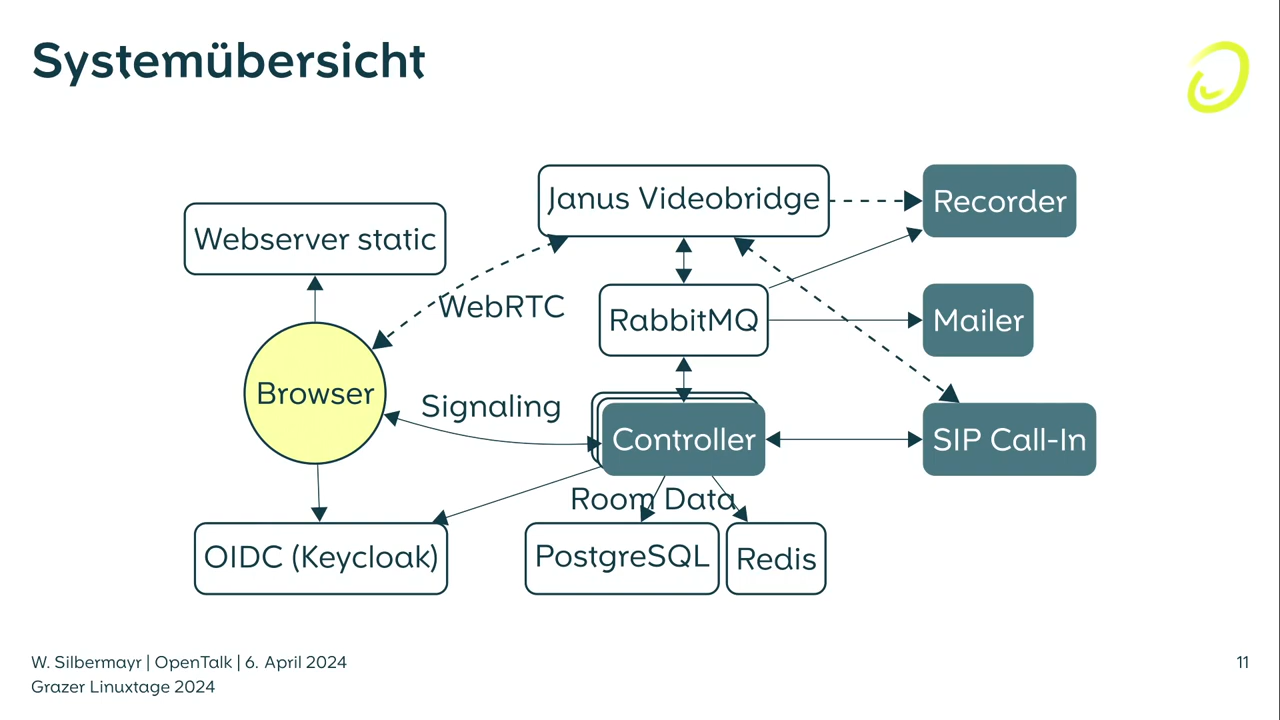 Systemübersicht
Janus Videobridge
Recorder
Webserver static
WebRTC
RabbitMQ
Mailer
Browser
Signaling
Controller
SIP Call-In
Room Data
OIDC (Keycloak)
PostgreSQL
Redis
W. Silbermayr | OpenTalk | 6. April 2024
11
Grazer Linuxtage 2024